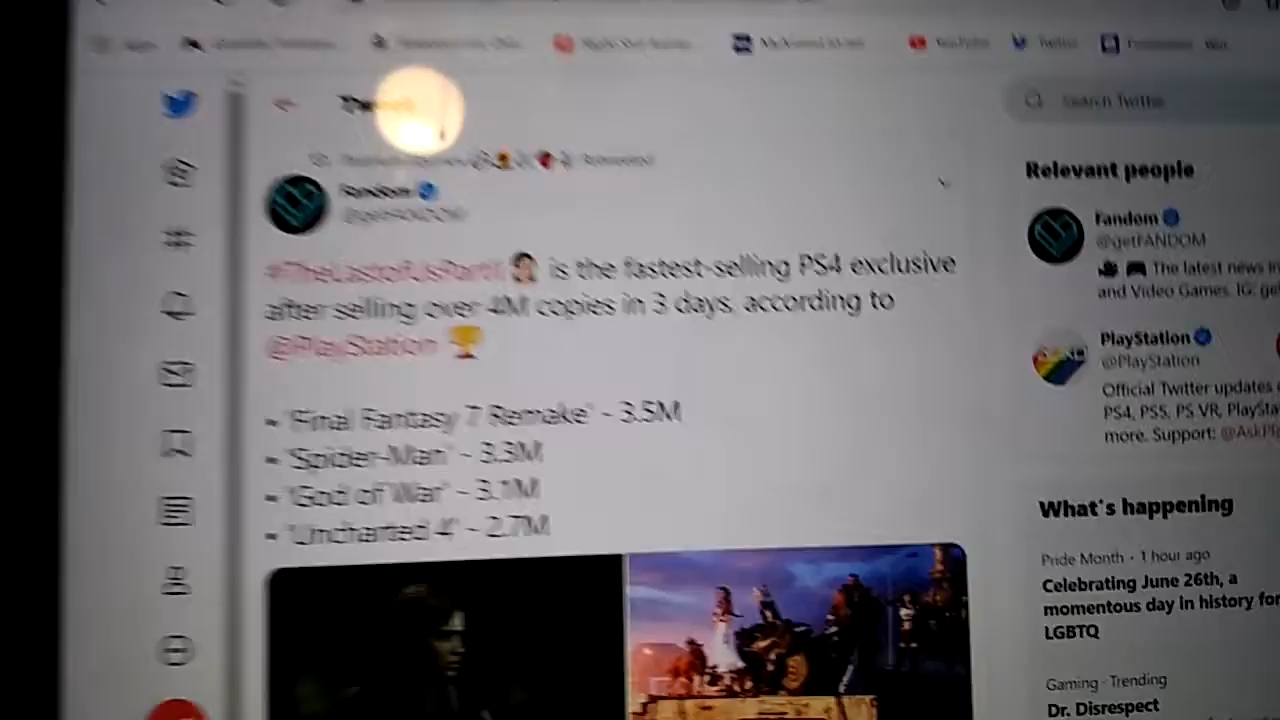 YouTube
Twitter
Search Twitter
Fandom
@getFANDOM
#TheLastofUsPartII is the fastest-selling PS4 exclusive
after selling over 4M copies in 3 days, according to
@PlayStation
- 'Final Fantasy 7 Remake' - 3.5M
- 'Spider-Man' - 3.3M
- 'God of War' - 3.1M
- 'Uncharted 4' - 2.7M
Relevant people
Fandom
@getFANDOM
The latest news in
and Video Games. IG: ge
PlayStation
@PlayStation
Official Twitter updates
PS4, PS5, PS VR, PlaySta
more. Support: @AskPl
What's happening
Pride Month · 1 hour ago
Celebrating June 26th, a
momentous day in history for
LGBTQ
Gaming · Trending
Dr. Disrespect